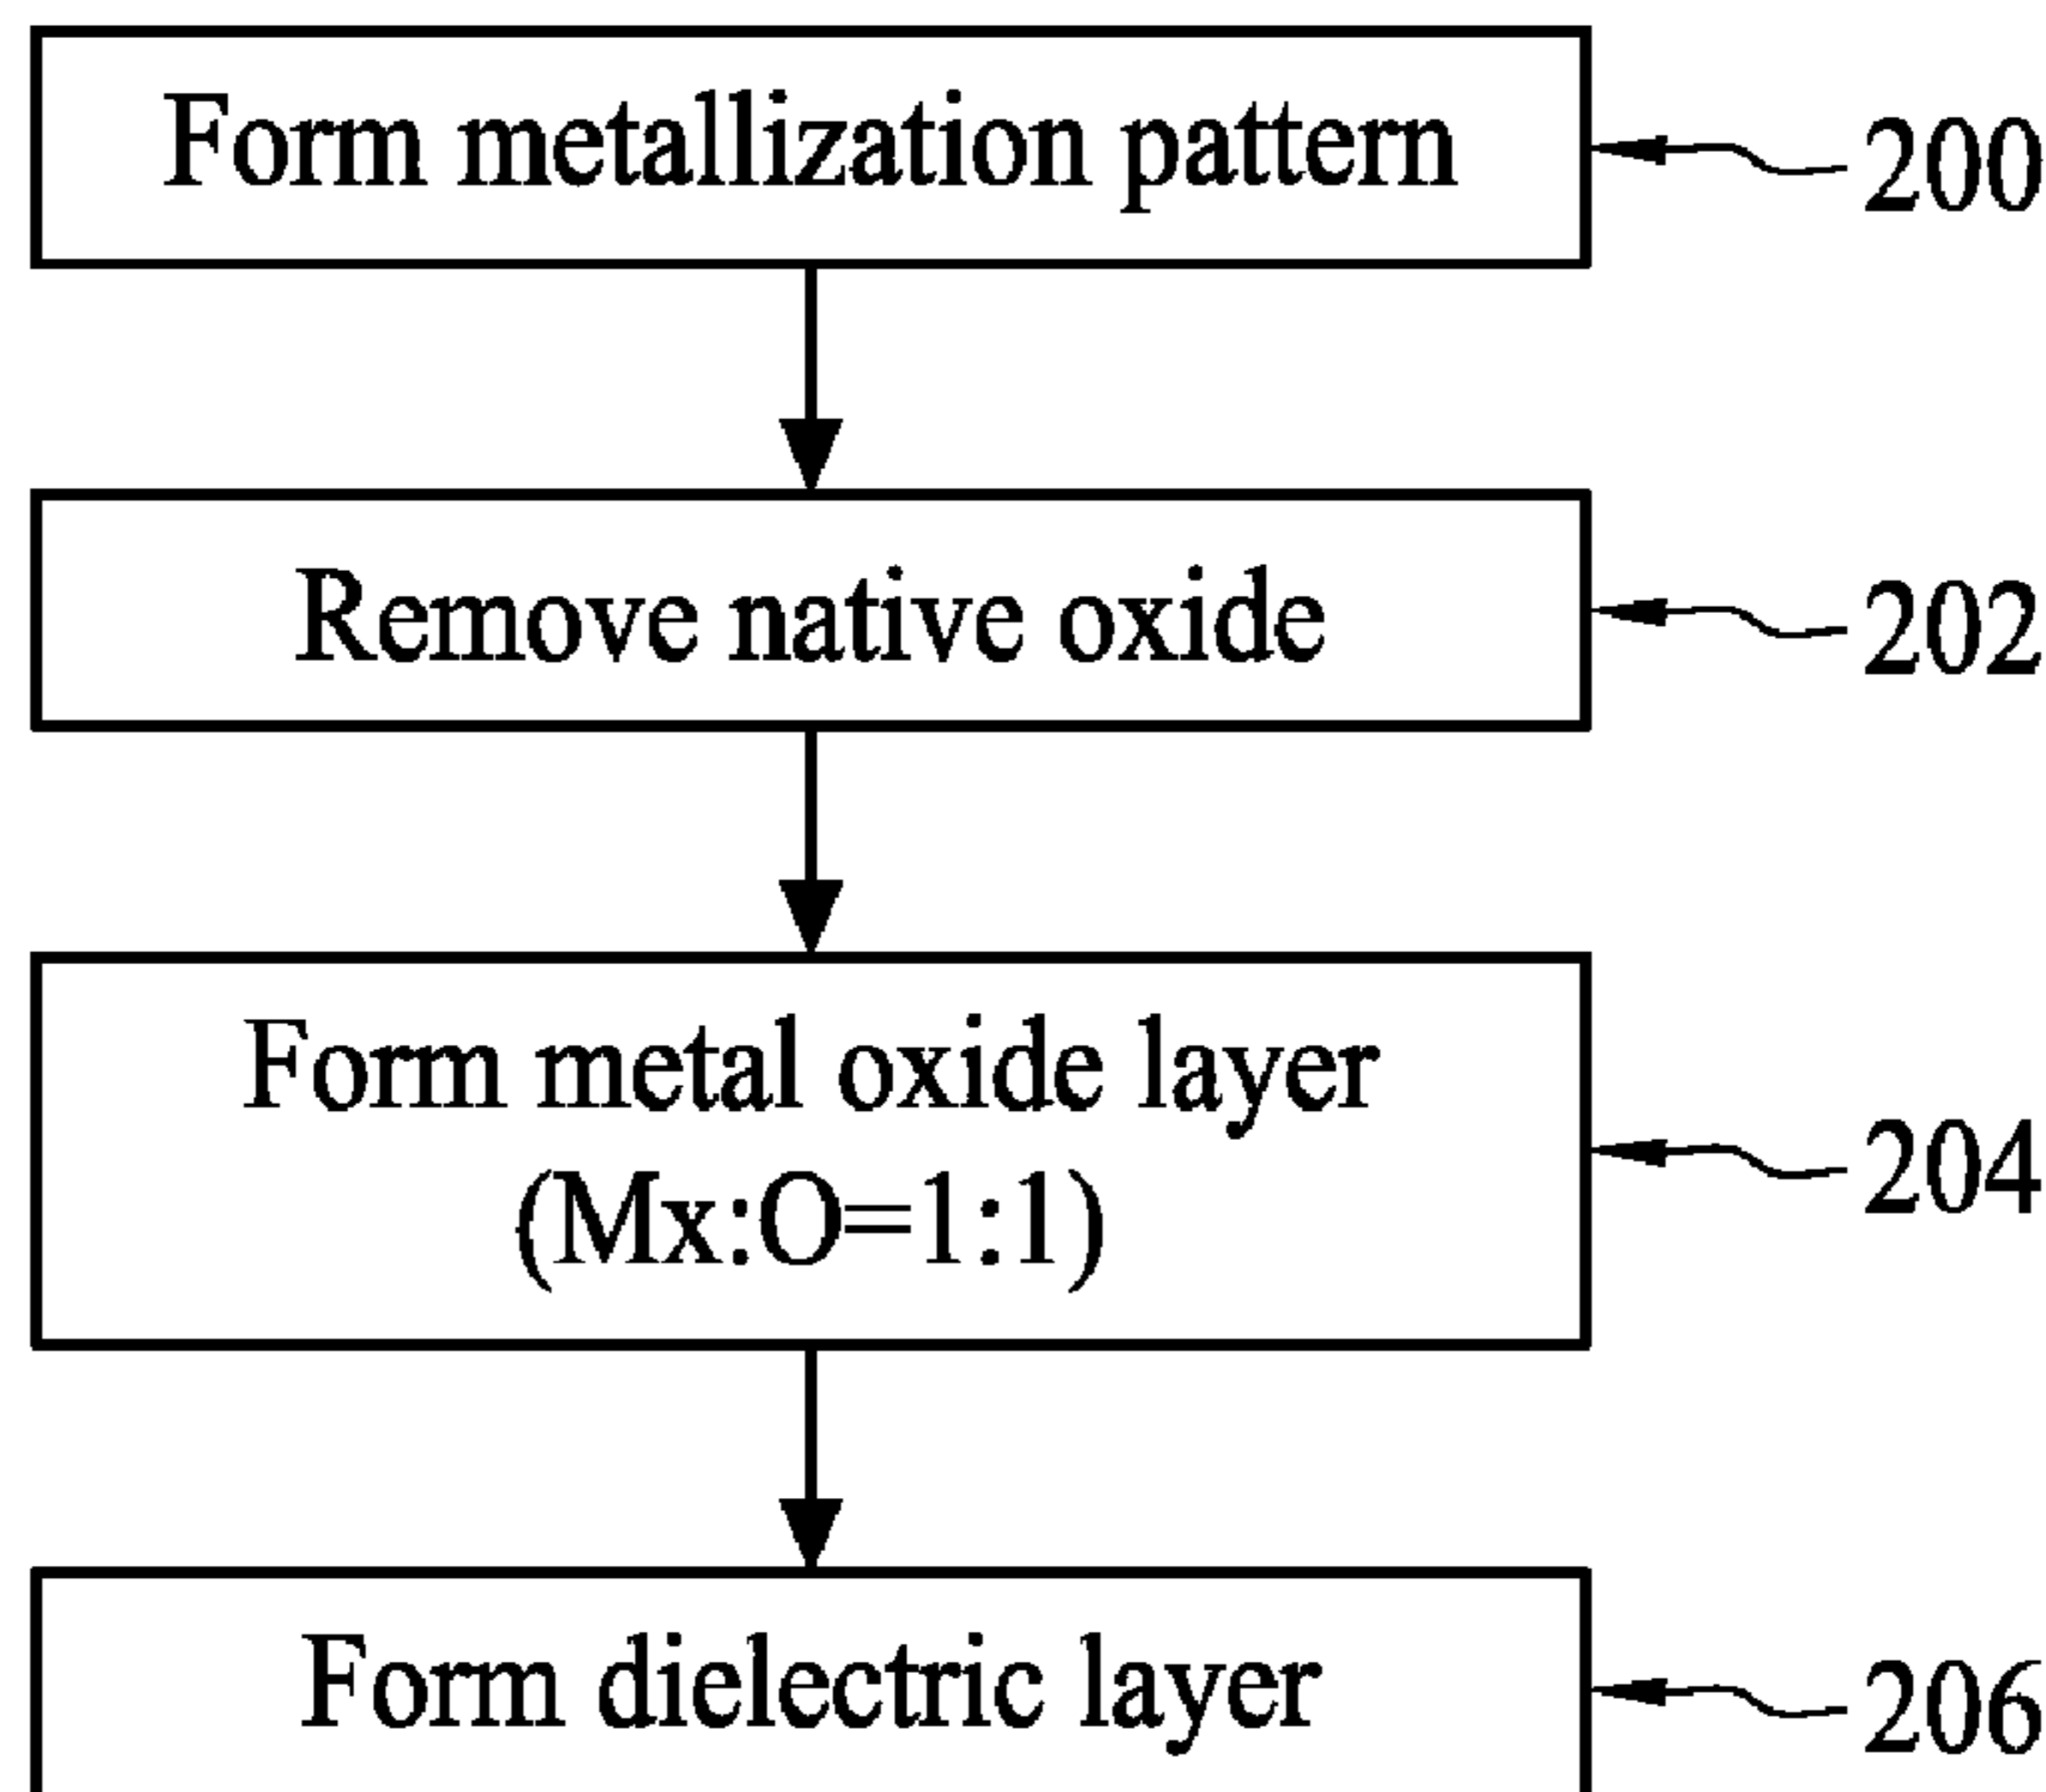 Form metallization pattern
200
Remove native oxide
202
Form metal oxide layer
(Mx:O=1:1)
204
Form dielectric layer
206